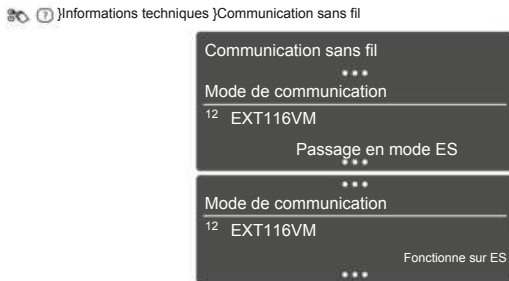 }Informations techniques }Communication sans fil
Communication sans fil
Mode de communication
12 EXT116VM
Passage en mode ES
Mode de communication
12 EXT116VM
Fonctionne sur ES